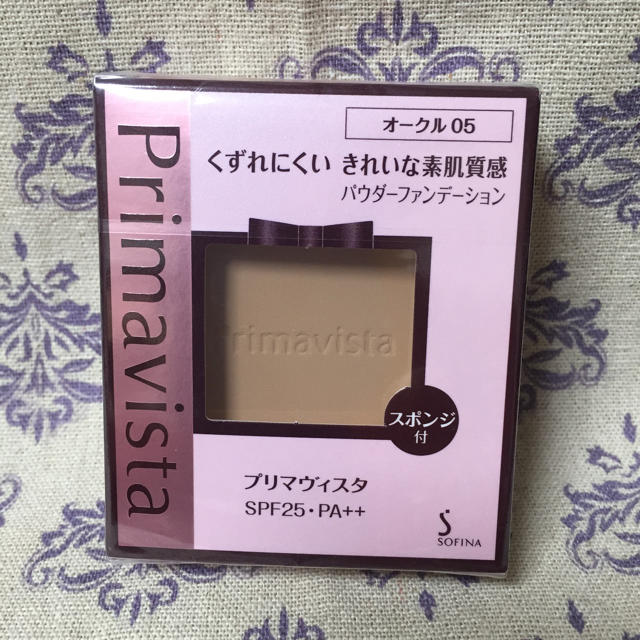 Primavista
オークル 05
くずれにくい きれいな素肌質感
パウダーファンデーション
rimavista
スポンジ
付
プリマヴィスタ
SPF25・PA++
SOFINA